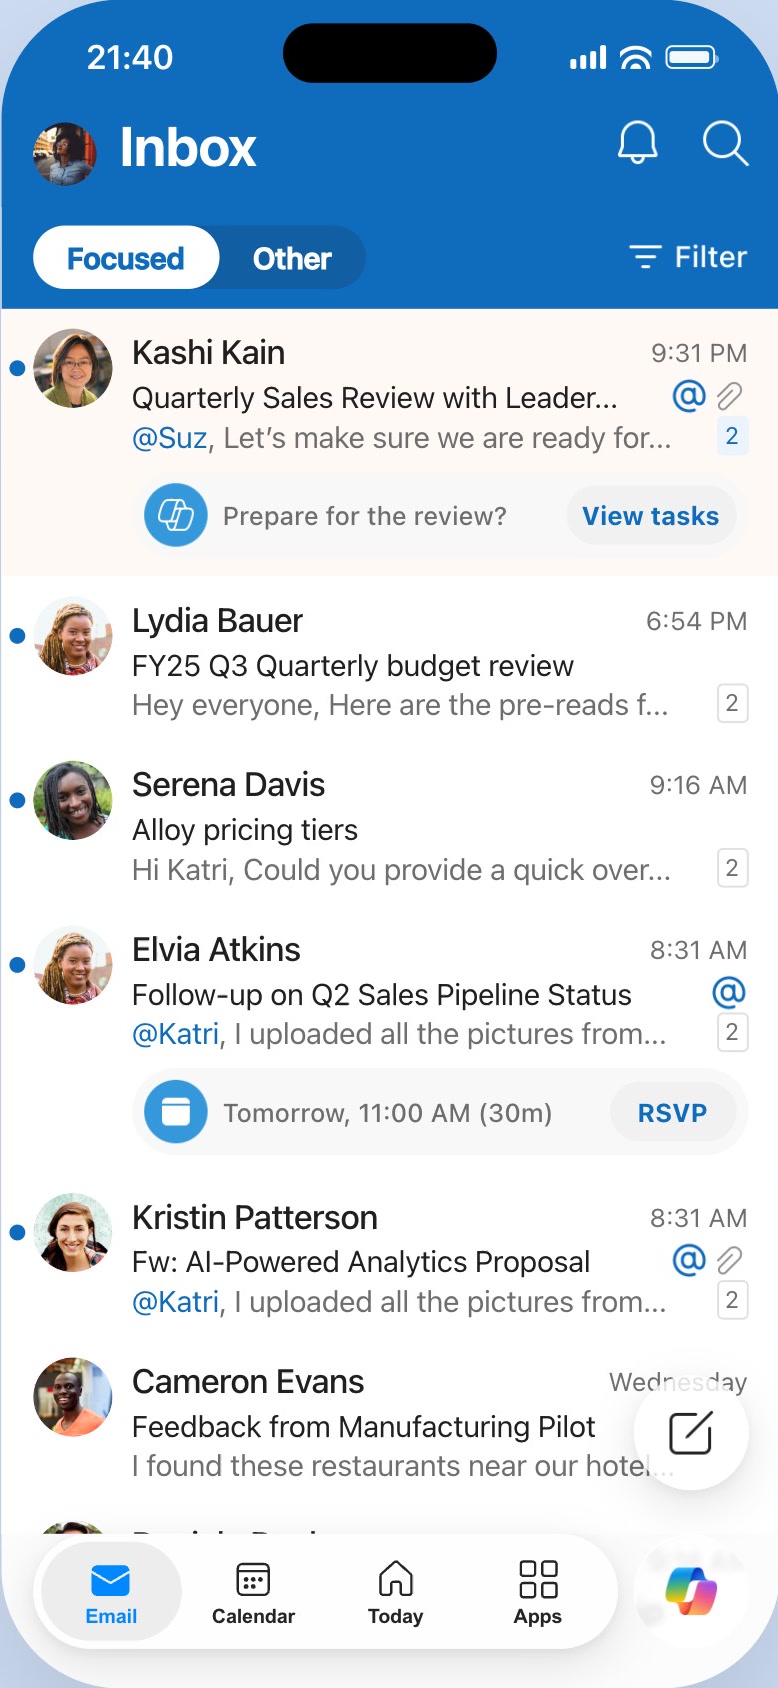 21:40
Inbox
Focused
Other
Filter
Kashi Kain
9:31 PM
Quarterly Sales Review with Leader...
@
@Suz, Let’s make sure we are ready for...
2
Prepare for the review?
View tasks
Lydia Bauer
6:54 PM
FY25 Q3 Quarterly budget review
Hey everyone, Here are the pre-reads f...
2
Serena Davis
9:16 AM
Alloy pricing tiers
Hi Katri, Could you provide a quick over...
2
Elvia Atkins
8:31 AM
Follow-up on Q2 Sales Pipeline Status
@
@Katri, I uploaded all the pictures from...
2
Tomorrow, 11:00 AM (30m)
RSVP
Kristin Patterson
8:31 AM
Fw: AI-Powered Analytics Proposal
@
@Katri, I uploaded all the pictures from...
2
Cameron Evans
Wednesday
Feedback from Manufacturing Pilot
I found these restaurants near our hotel...
Email
Calendar
Today
Apps